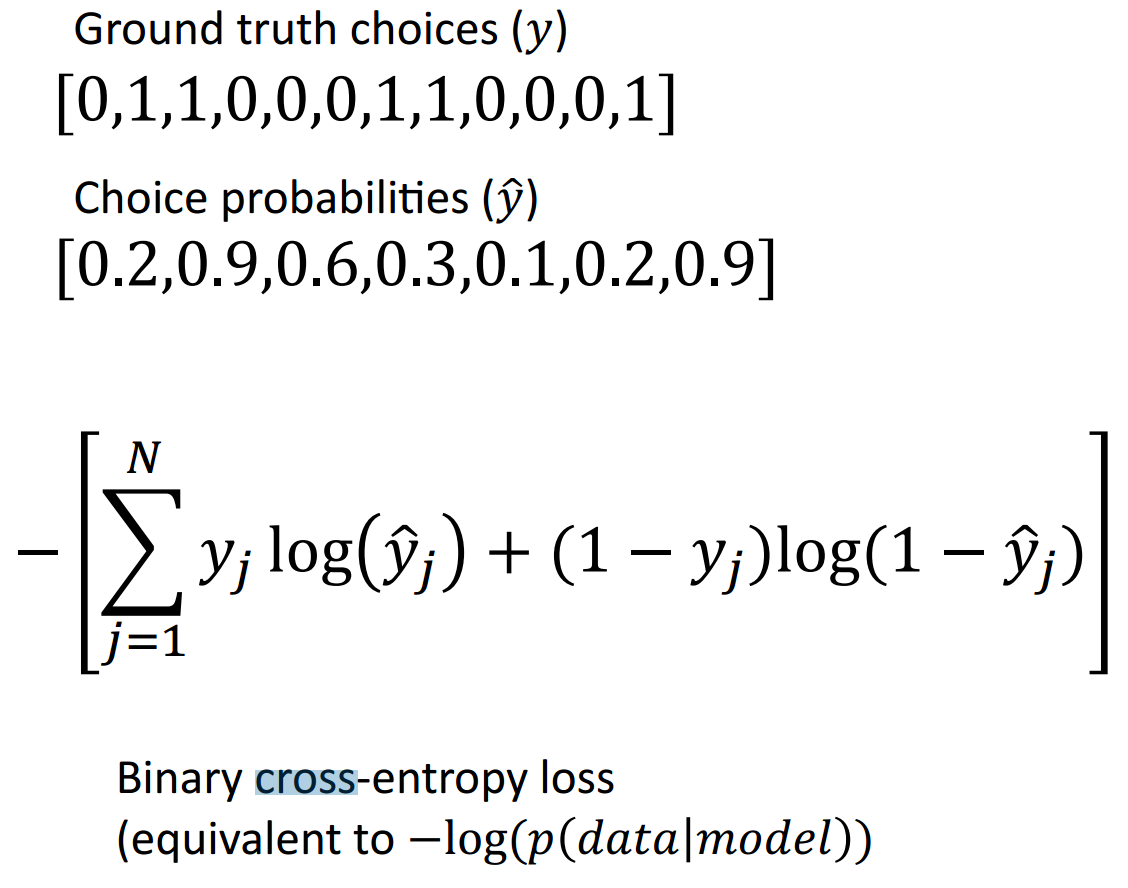 Ground truth choices (y)
[0,1,1,0,0,0,1,1,0,0,0,1]
Choice probabilities (ŷ)
[0.2,0.9,0.6,0.3,0.1,0.2,0.9]
−[∑_{j=1}^{N} y_j log(ŷ_j) + (1 − y_j)log(1 − ŷ_j)]
Binary cross-entropy loss
(equivalent to −log(p(data|model))